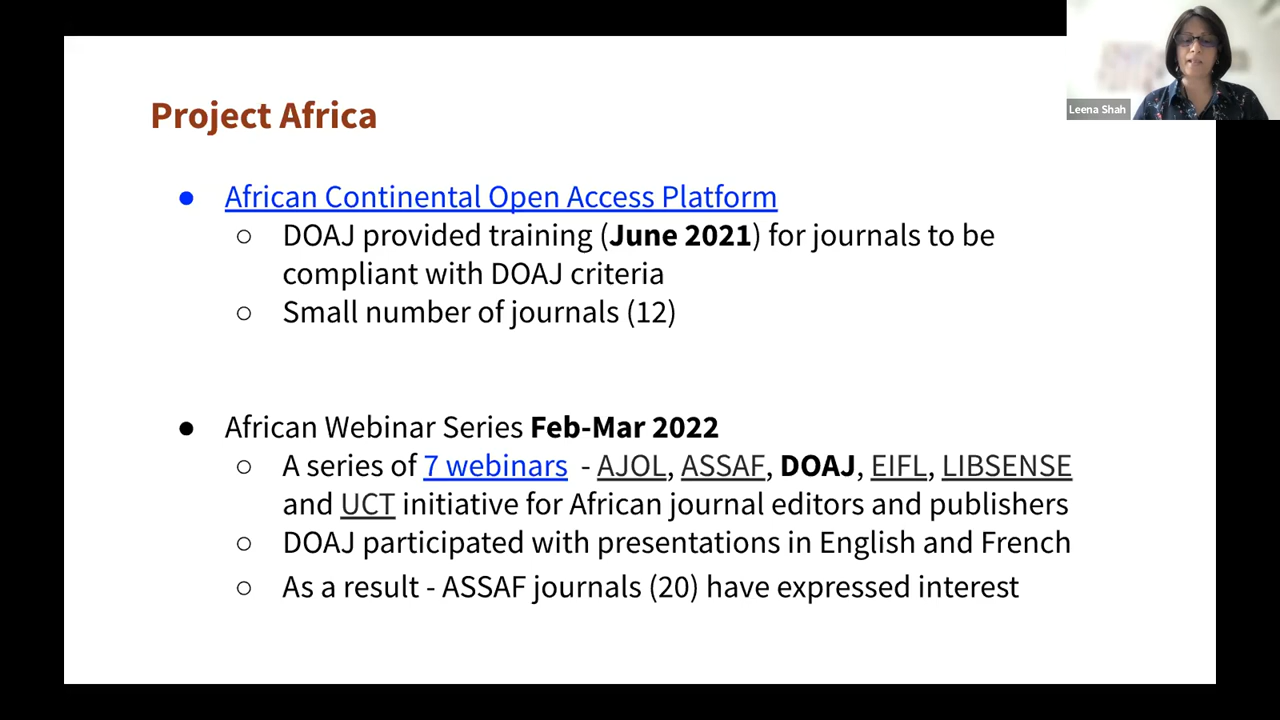 Leena Shah
Project Africa
● African Continental Open Access Platform
○ DOAJ provided training (June 2021) for journals to be
compliant with DOAJ criteria
○ Small number of journals (12)
● African Webinar Series Feb-Mar 2022
○ A series of 7 webinars - AJOL, ASSAF, DOAJ, EIFL, LIBSENSE
and UCT initiative for African journal editors and publishers
○ DOAJ participated with presentations in English and French
○ As a result - ASSAF journals (20) have expressed interest